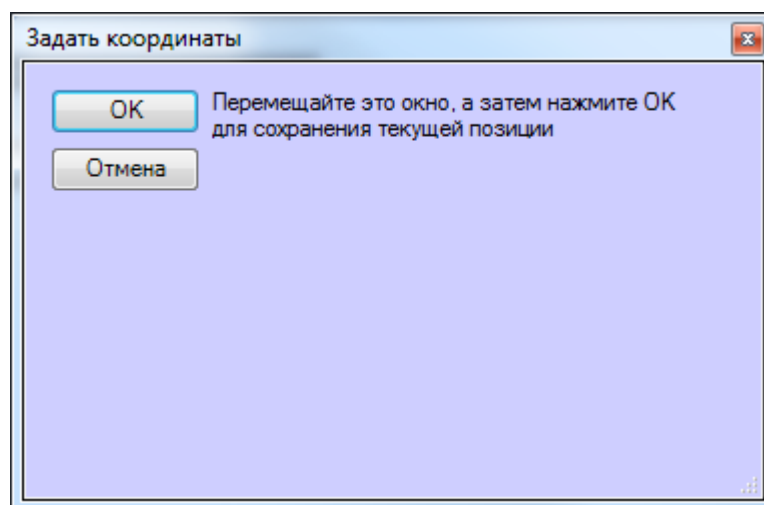 Задать координаты
OK
Перемещайте это окно, а затем нажмите OK
для сохранения текущей позиции
Отмена